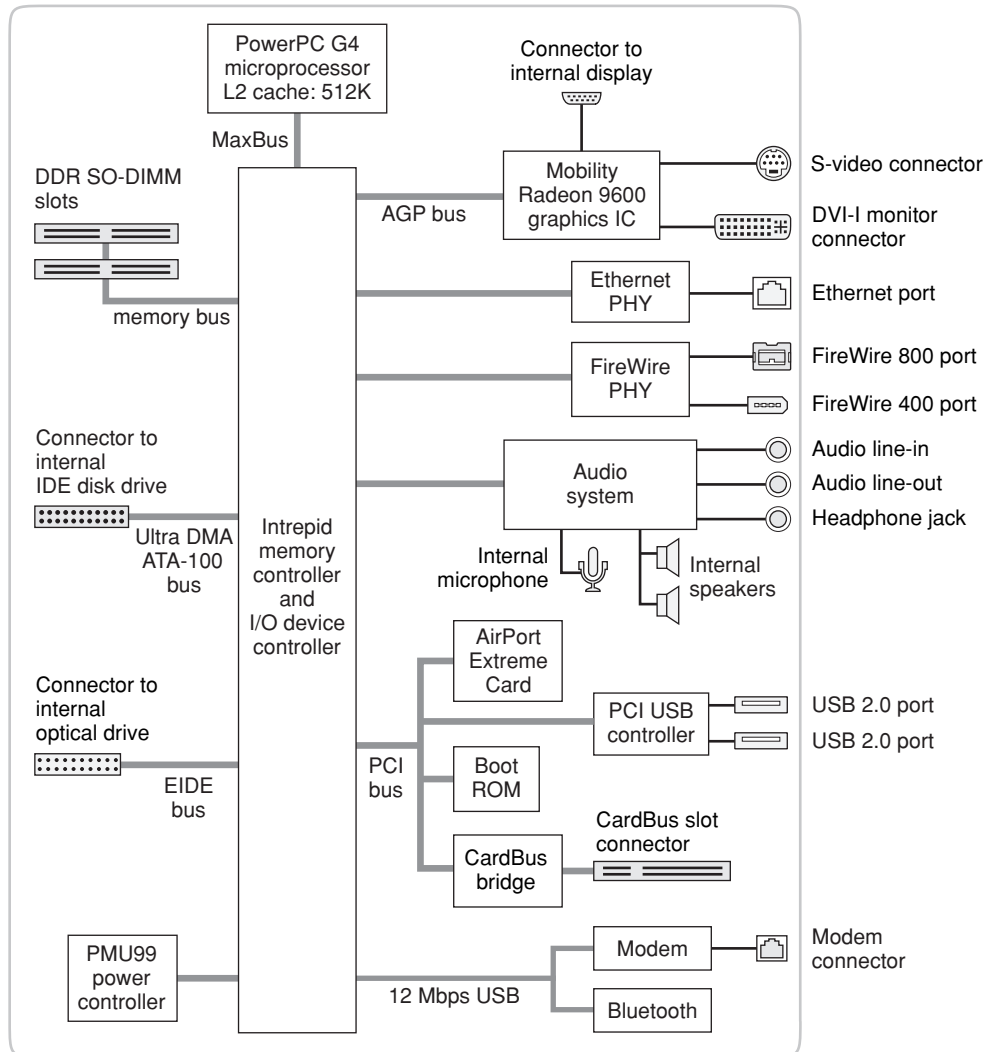 PowerPC G4
microprocessor
L2 cache: 512K
MaxBus
Connector to
internal display
DDR SO-DIMM
slots
memory bus
AGP bus
Mobility
Radeon 9600
graphics IC
S-video connector
DVI-I monitor
connector
Ethernet
PHY
Ethernet port
FireWire
PHY
FireWire 800 port
FireWire 400 port
Connector to
internal
IDE disk drive
Ultra DMA
ATA-100
bus
Intrepid
memory
controller
and
I/O device
controller
Audio
system
Audio line-in
Audio line-out
Headphone jack
Internal
microphone
Internal
speakers
AirPort
Extreme
Card
Connector to
internal
optical drive
EIDE
bus
PCI
bus
PCI USB
controller
USB 2.0 port
USB 2.0 port
Boot
ROM
CardBus slot
connector
CardBus
bridge
PMU99
power
controller
12 Mbps USB
Modem
Modem
connector
Bluetooth